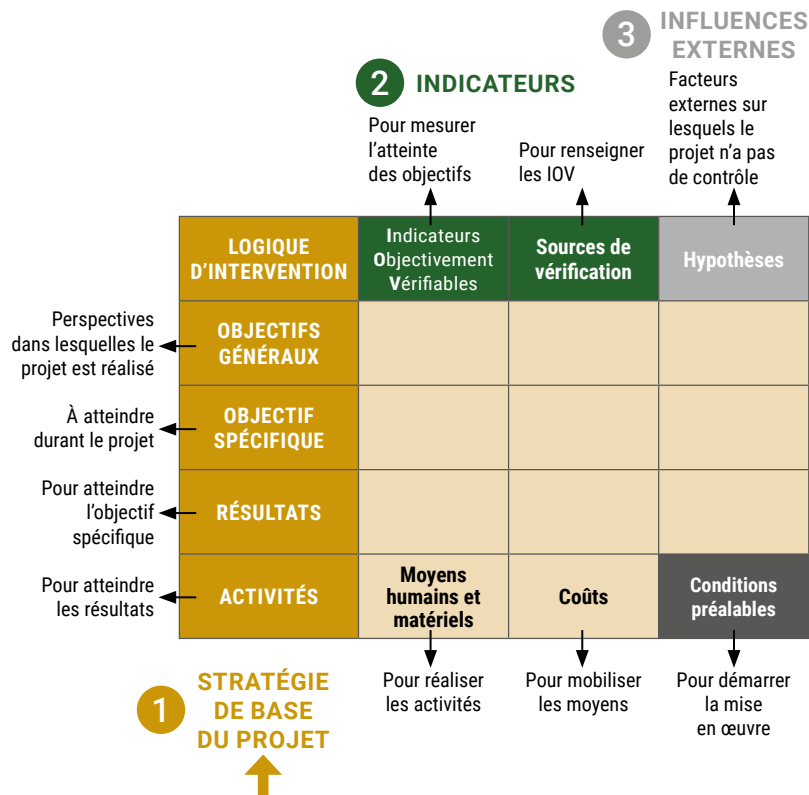 3
INFLUENCES
EXTERNES
2
INDICATEURS
Facteurs
externes sur
lesquels le
projet n'a pas
de contrôle
Pour mesurer
l'atteinte
des objectifs
Pour renseigner
les IOV
LOGIQUE
D'INTERVENTION
Indicateurs
Objectivement
Vérifiables
Sources de
vérification
Hypothèses
Perspectives
dans lesquelles le
projet est réalisé
OBJECTIFS
GÉNÉRAUX
À atteindre
durant le projet
OBJECTIF
SPÉCIFIQUE
Pour atteindre
l'objectif
spécifique
RÉSULTATS
Pour atteindre
les résultats
ACTIVITÉS
Moyens
humains et
matériels
Coûts
Conditions
préalables
Pour réaliser
les activités
Pour mobiliser
les moyens
Pour démarrer
la mise
en œuvre
1
STRATÉGIE
DE BASE
DU PROJET